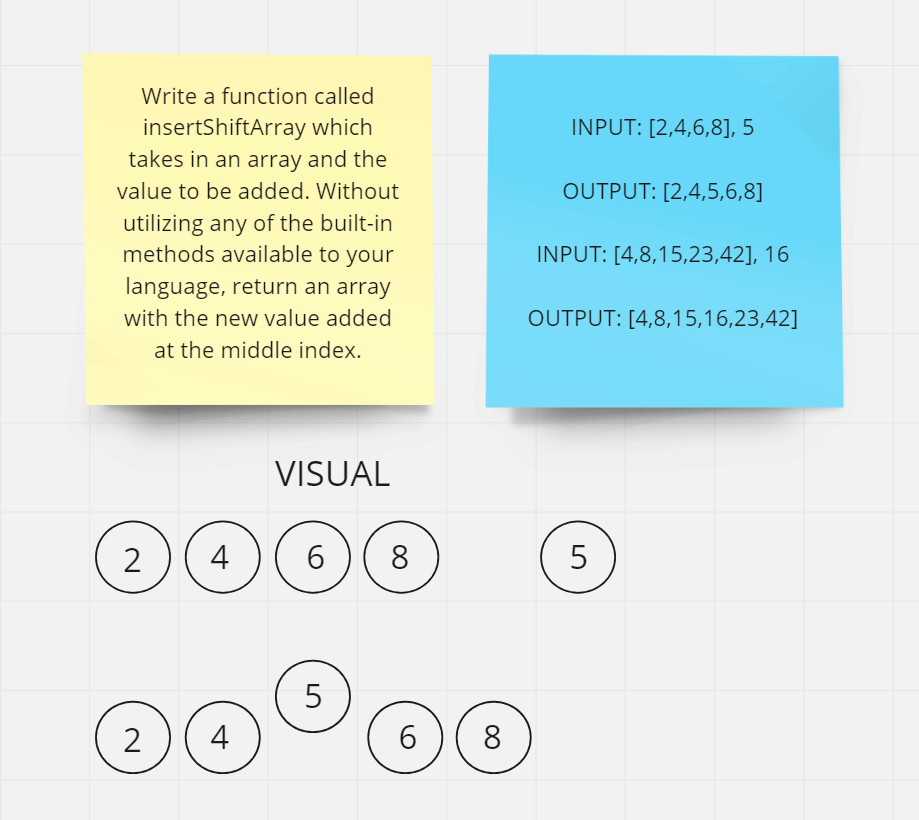 Write a function called
insertShiftArray which
takes in an array and the
value to be added. Without
utilizing any of the built-in
methods available to your
language, return an array
with the new value added
at the middle index.
INPUT: [2,4,6,8], 5
OUTPUT: [2,4,5,6,8]
INPUT: [4,8,15,23,42], 16
OUTPUT: [4,8,15,16,23,42]
VISUAL
2 4 6 8 5
5
2 4 6 8